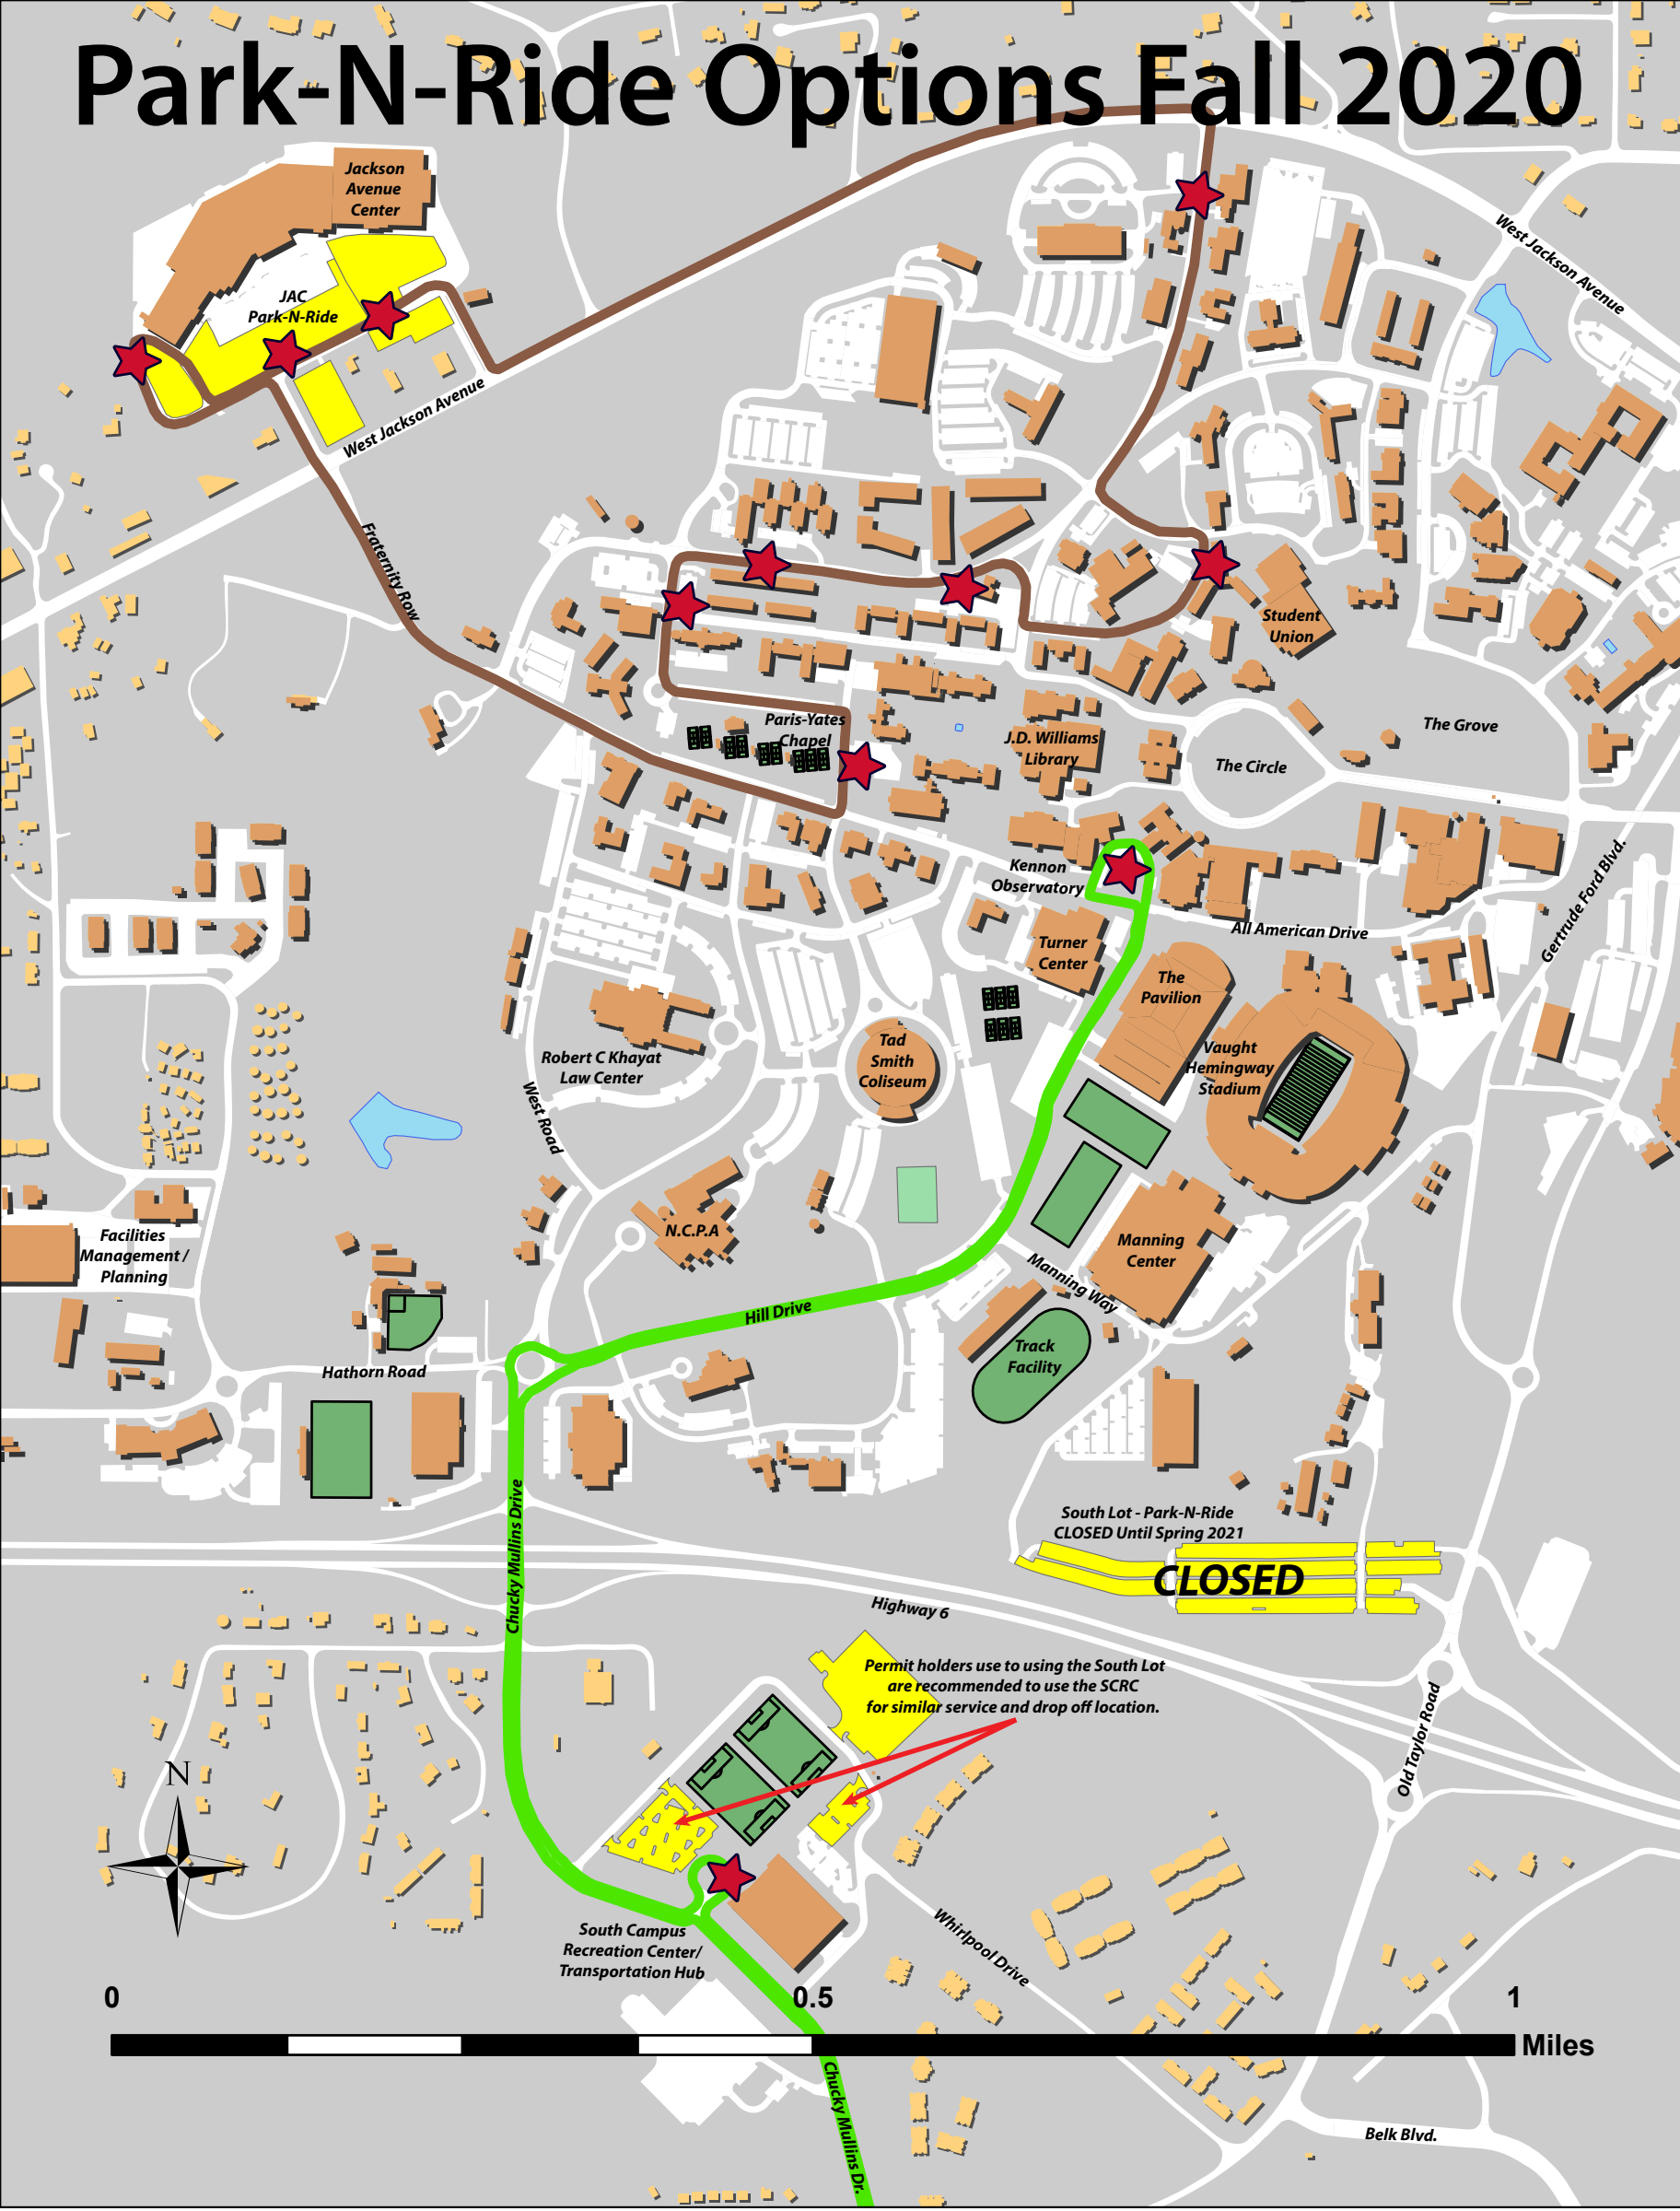 Park-N-Ride Options Fall 2020
Jackson
Avenue
Center
JAC
Park-N-Ride
West Jackson Avenue
West Jackson Avenue
Fraternity Row
Student
Union
The Grove
Paris-Yates
Chapel
J.D. Williams
Library
The Circle
Kennon
Observatory
Gertrude Ford Blvd.
All American Drive
Turner
Center
The
Pavilion
Tad
Smith
Coliseum
Vaught
Hemingway
Stadium
Robert C Khayat
Law Center
West Road
N.C.P.A
Facilities
Management /
Planning
Manning
Center
Manning Way
Hill Drive
Track
Facility
Hathorn Road
Chucky Mullins Drive
South Lot - Park-N-Ride
CLOSED Until Spring 2021
CLOSED
Highway 6
Permit holders use to using the South Lot
are recommended to use the SCRC
for similar service and drop off location.
Old Taylor Road
N
South Campus
Recreation Center/
Transportation Hub
Whirlpool Drive
0 0.5 1
Miles
Chucky Mullins Dr.
Belk Blvd.